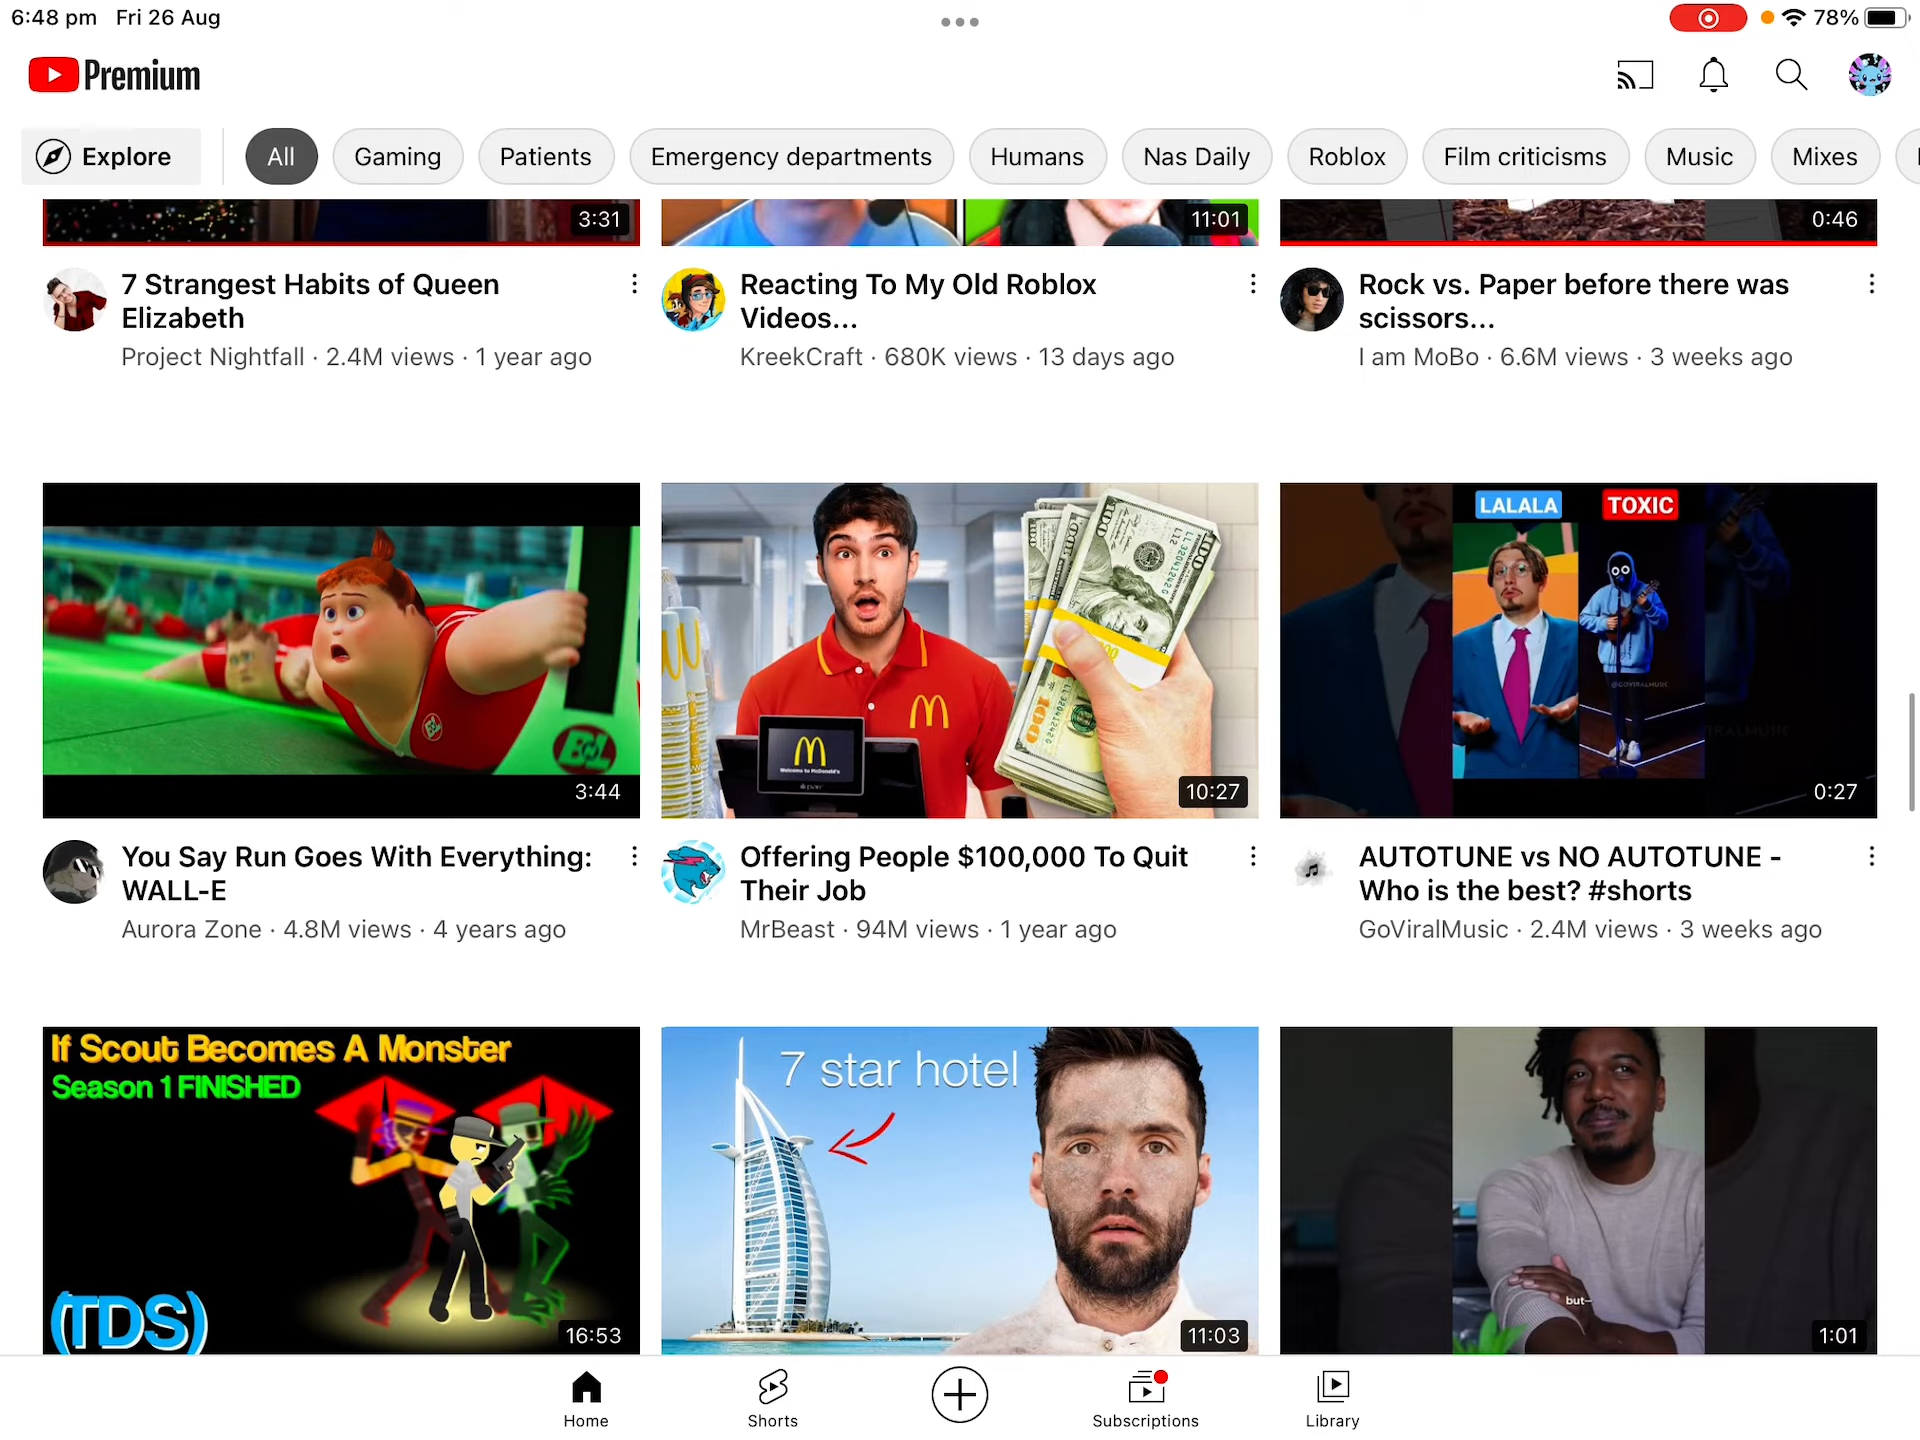 6:48 pm Fri 26 Aug
78%
Premium
Explore
All
Gaming
Patients
Emergency departments
Humans
Nas Daily
Roblox
Film criticisms
Music
Mixes
3:31
11:01
0:46
7 Strangest Habits of Queen
Elizabeth
Project Nightfall · 2.4M views · 1 year ago
Reacting To My Old Roblox
Videos...
KreekCraft · 680K views · 13 days ago
Rock vs. Paper before there was
scissors...
I am MoBo · 6.6M views · 3 weeks ago
BnL
3:44
100
Welcome to McDonald's
10:27
LALALA
TOXIC
@GOVIRALMUSIC
0:27
You Say Run Goes With Everything:
WALL-E
Aurora Zone · 4.8M views · 4 years ago
Offering People $100,000 To Quit
Their Job
MrBeast · 94M views · 1 year ago
AUTOTUNE vs NO AUTOTUNE -
Who is the best? #shorts
GoViralMusic · 2.4M views · 3 weeks ago
If Scout Becomes A Monster
Season 1 FINISHED
(TDS)
16:53
7 star hotel
11:03
but—
1:01
Home
Shorts
Subscriptions
Library